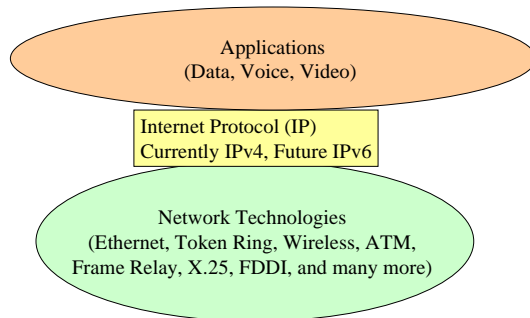 Applications
(Data, Voice, Video)
Internet Protocol (IP)
Currently IPv4, Future IPv6
Network Technologies
(Ethernet, Token Ring, Wireless, ATM,
Frame Relay, X.25, FDDI, and many more)